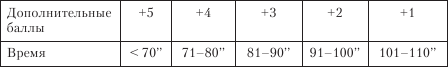 Дополнительные баллы +5 +4 +3 +2 +1
Время < 70” 71–80” 81–90” 91–100” 101–110”